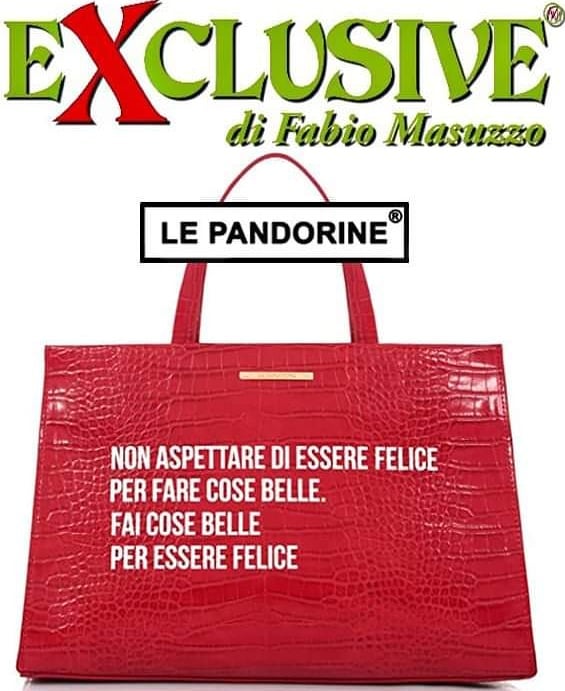 EXCLUSIVE®
di Fabio Masuzzo
LE PANDORINE®
NON ASPETTARE DI ESSERE FELICE
PER FARE COSE BELLE.
FAI COSE BELLE
PER ESSERE FELICE